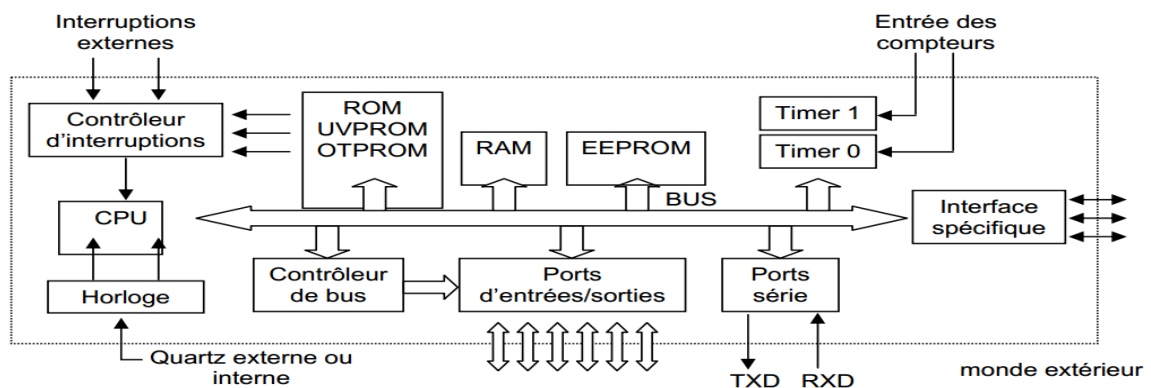 Interruptions
externes
Entrée des
compteurs
Contrôleur
d'interruptions
ROM
UVPROM
OTPROM
RAM
EEPROM
Timer 1
Timer 0
BUS
CPU
Interface
spécifique
Horloge
Contrôleur
de bus
Ports
d'entrées/sorties
Ports
série
Quartz externe ou
interne
TXD
RXD
monde extérieur